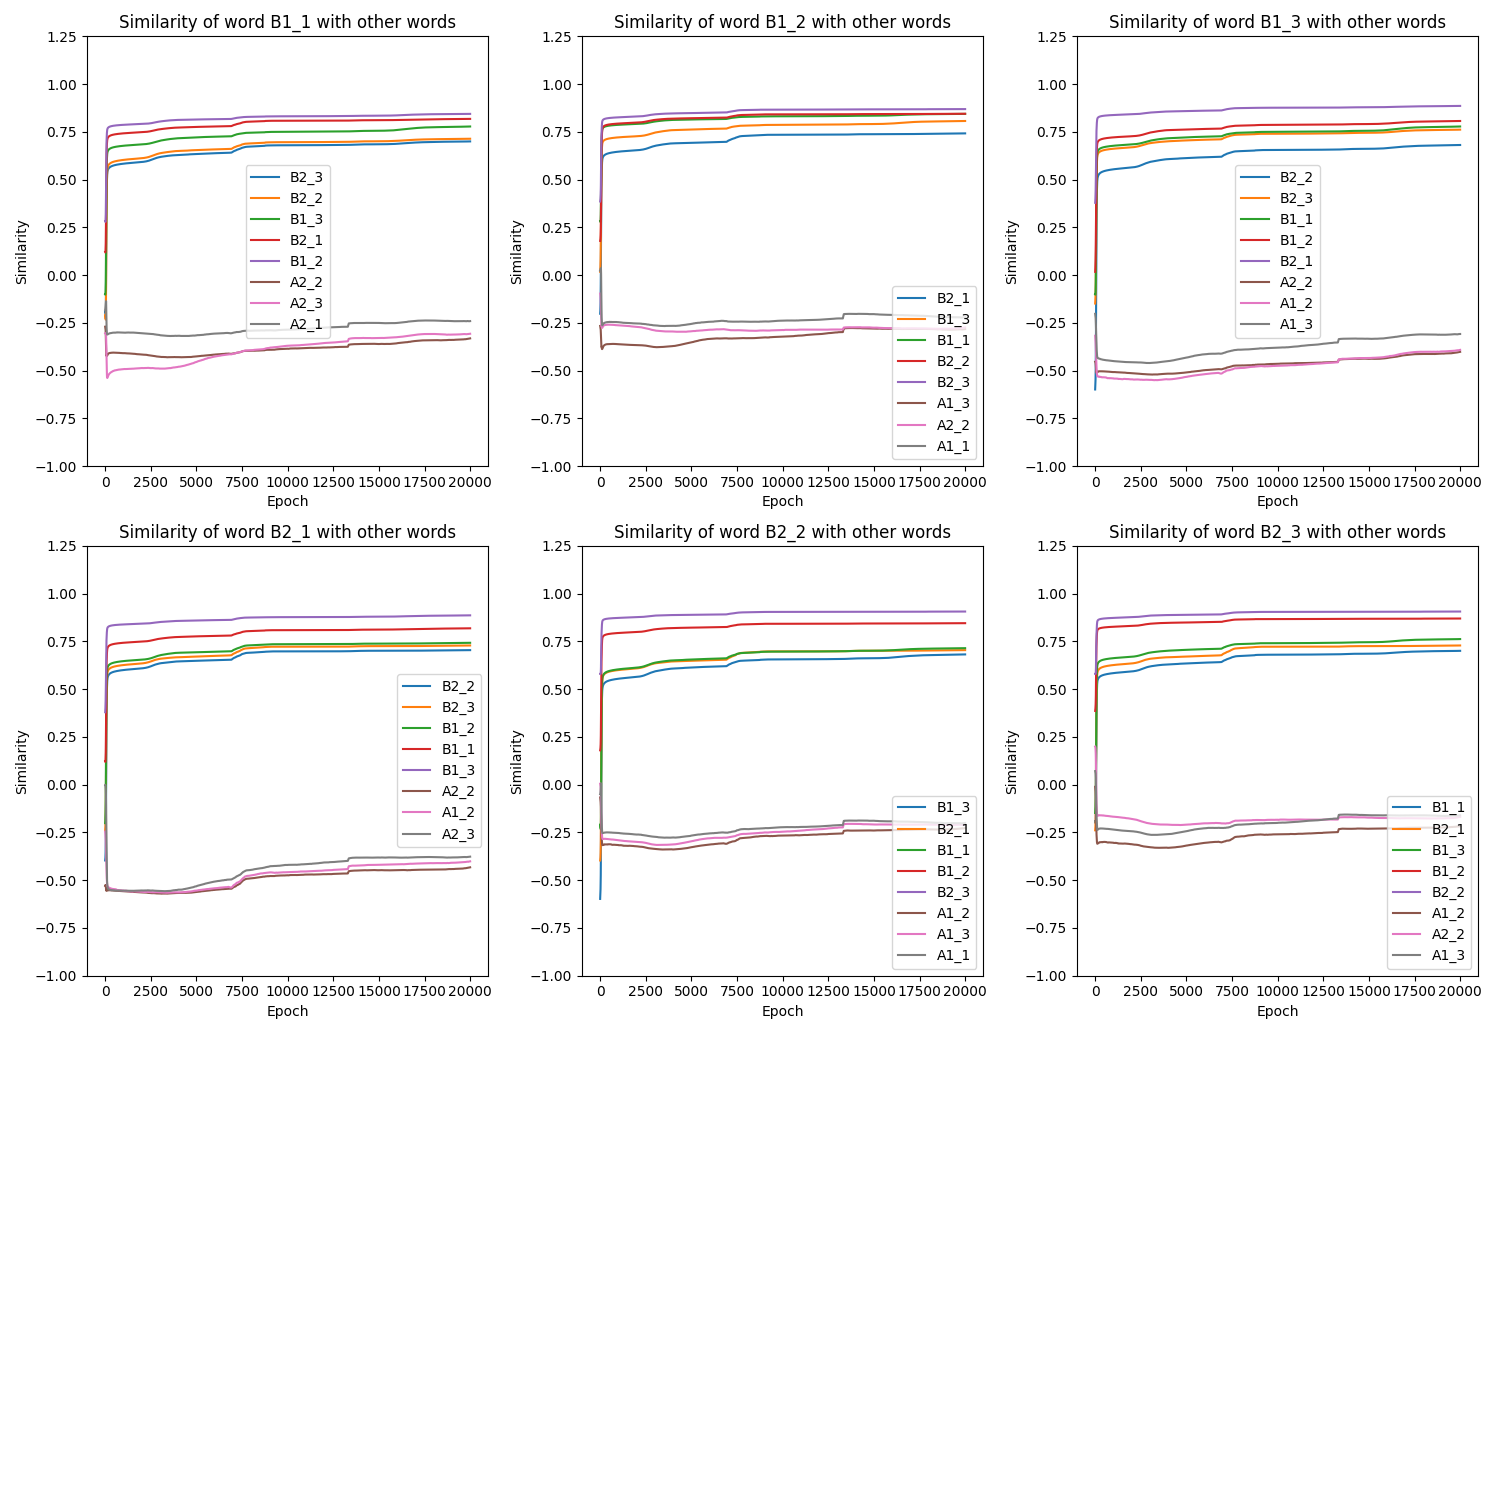 Similarity of word B1_1 with other words
1.25
1.00
0.75
0.50
0.25
0.00
−0.25
−0.50
−0.75
−1.00
Similarity
B2_3
B2_2
B1_3
B2_1
B1_2
A2_2
A2_3
A2_1
0 2500 5000 7500 10000 12500 15000 17500 20000
Epoch
Similarity of word B1_2 with other words
1.25
1.00
0.75
0.50
0.25
0.00
−0.25
−0.50
−0.75
−1.00
Similarity
B2_1
B1_3
B1_1
B2_2
B2_3
A1_3
A2_2
A1_1
0 2500 5000 7500 10000 12500 15000 17500 20000
Epoch
Similarity of word B1_3 with other words
1.25
1.00
0.75
0.50
0.25
0.00
−0.25
−0.50
−0.75
−1.00
Similarity
B2_2
B2_3
B1_1
B1_2
B2_1
A2_2
A1_2
A1_3
0 2500 5000 7500 10000 12500 15000 17500 20000
Epoch
Similarity of word B2_1 with other words
1.25
1.00
0.75
0.50
0.25
0.00
−0.25
−0.50
−0.75
−1.00
Similarity
B2_2
B2_3
B1_2
B1_1
B1_3
A2_2
A1_2
A2_3
0 2500 5000 7500 10000 12500 15000 17500 20000
Epoch
Similarity of word B2_2 with other words
1.25
1.00
0.75
0.50
0.25
0.00
−0.25
−0.50
−0.75
−1.00
Similarity
B1_3
B2_1
B1_1
B1_2
B2_3
A1_2
A1_3
A1_1
0 2500 5000 7500 10000 12500 15000 17500 20000
Epoch
Similarity of word B2_3 with other words
1.25
1.00
0.75
0.50
0.25
0.00
−0.25
−0.50
−0.75
−1.00
Similarity
B1_1
B2_1
B1_3
B1_2
B2_2
A1_2
A2_2
A1_3
0 2500 5000 7500 10000 12500 15000 17500 20000
Epoch